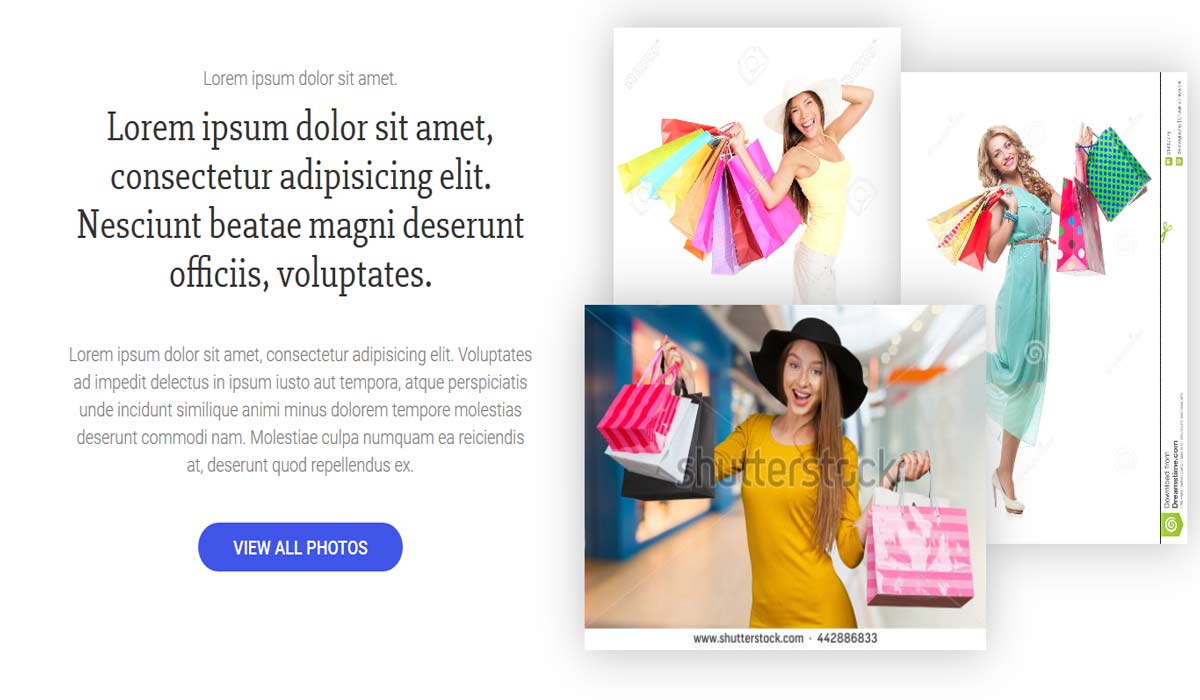 Lorem ipsum dolor sit amet.
Lorem ipsum dolor sit amet,
consectetur adipisicing elit.
Nesciunt beatae magni deserunt
officiis, voluptates.
Lorem ipsum dolor sit amet, consectetur adipisicing elit. Voluptates
ad impedit delectus in ipsum iusto aut tempora, atque perspiciatis
unde incidunt similique animi minus dolorem tempore molestias
deserunt commodi nam. Molestiae culpa numquam ea reiciendis
at, deserunt quod repellendus ex.
VIEW ALL PHOTOS
shutterstock
www.shutterstock.com · 442886833
Download from
Dreamstime.com